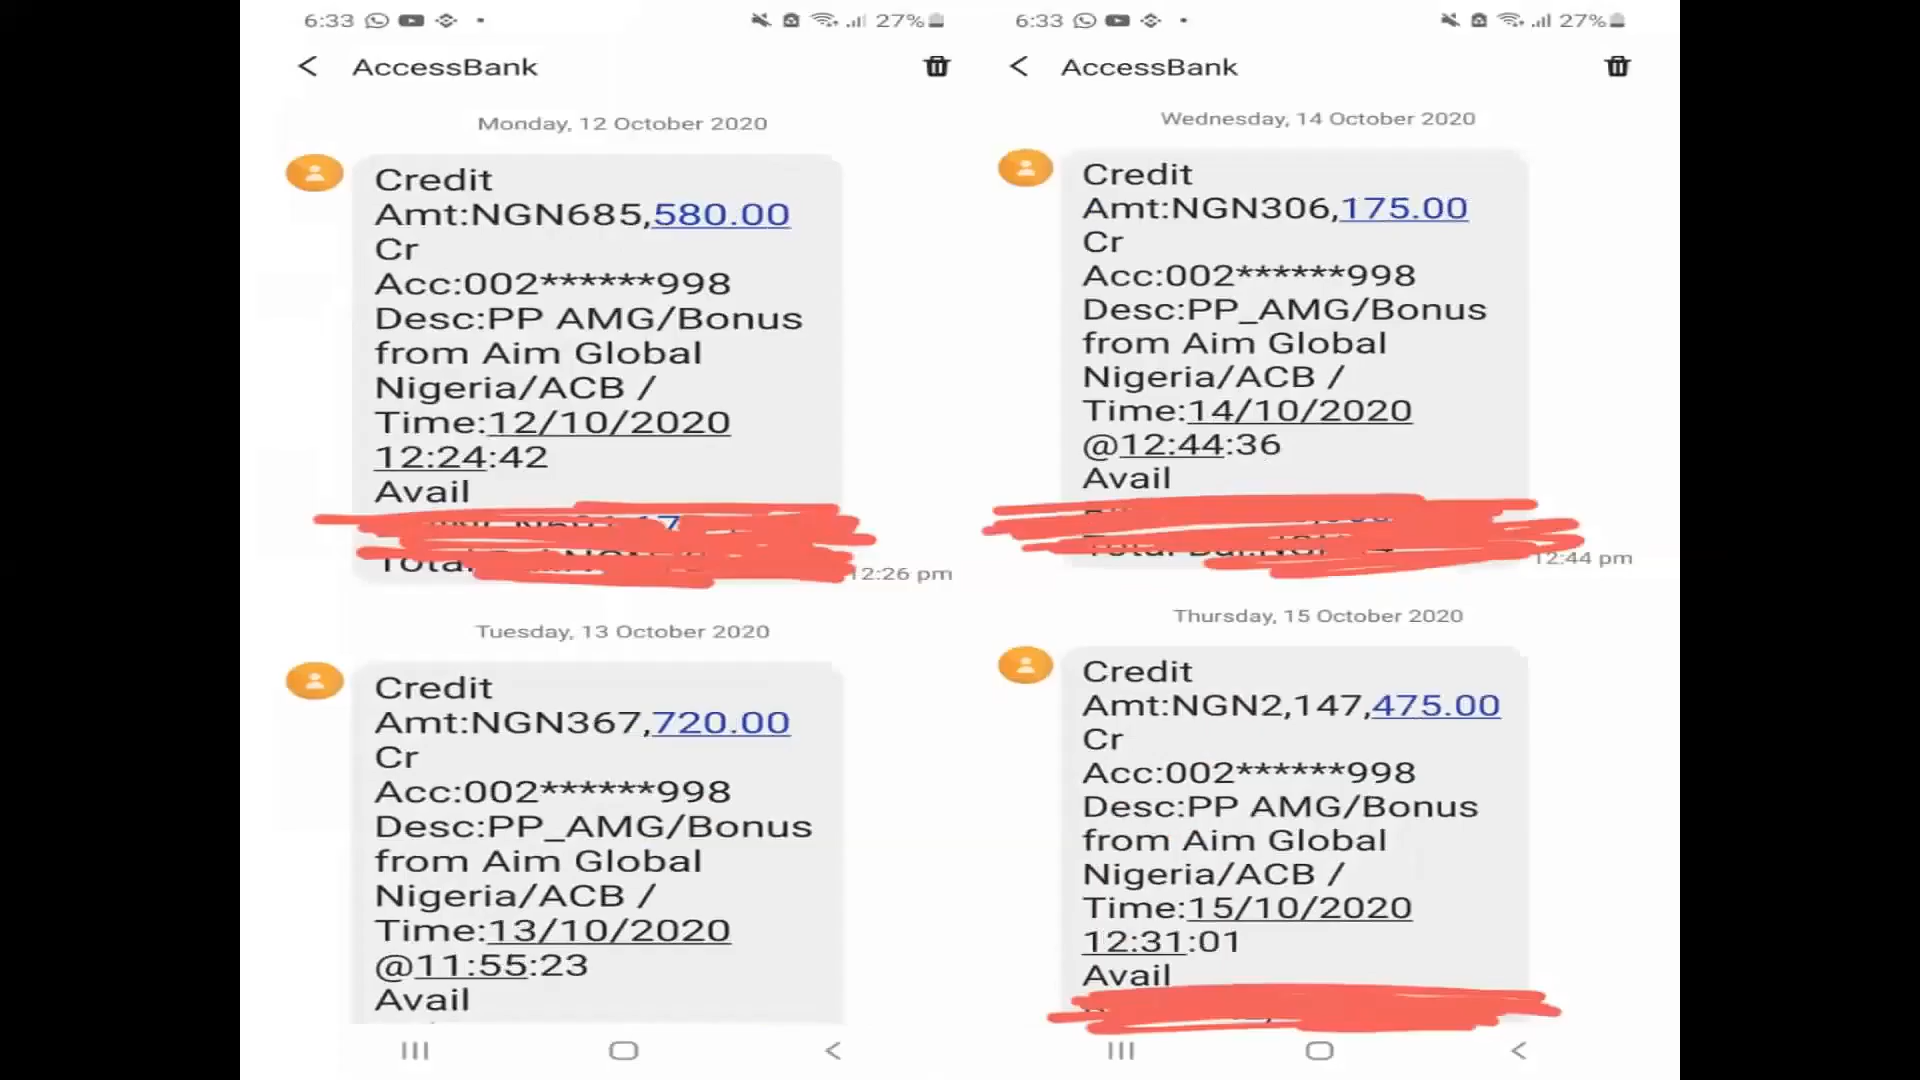 6:33
27%
AccessBank
Monday, 12 October 2020
Credit
Amt:NGN685,580.00
Cr
Acc:002******998
Desc:PP AMG/Bonus
from Aim Global
Nigeria/ACB /
Time:12/10/2020
12:24:42
Avail
12:26 pm
Tuesday, 13 October 2020
Credit
Amt:NGN367,720.00
Cr
Acc:002******998
Desc:PP_AMG/Bonus
from Aim Global
Nigeria/ACB /
Time:13/10/2020
@11:55:23
Avail
6:33
27%
AccessBank
Wednesday, 14 October 2020
Credit
Amt:NGN306,175.00
Cr
Acc:002******998
Desc:PP_AMG/Bonus
from Aim Global
Nigeria/ACB /
Time:14/10/2020
@12:44:36
Avail
12:44 pm
Thursday, 15 October 2020
Credit
Amt:NGN2,147,475.00
Cr
Acc:002******998
Desc:PP AMG/Bonus
from Aim Global
Nigeria/ACB /
Time:15/10/2020
12:31:01
Avail